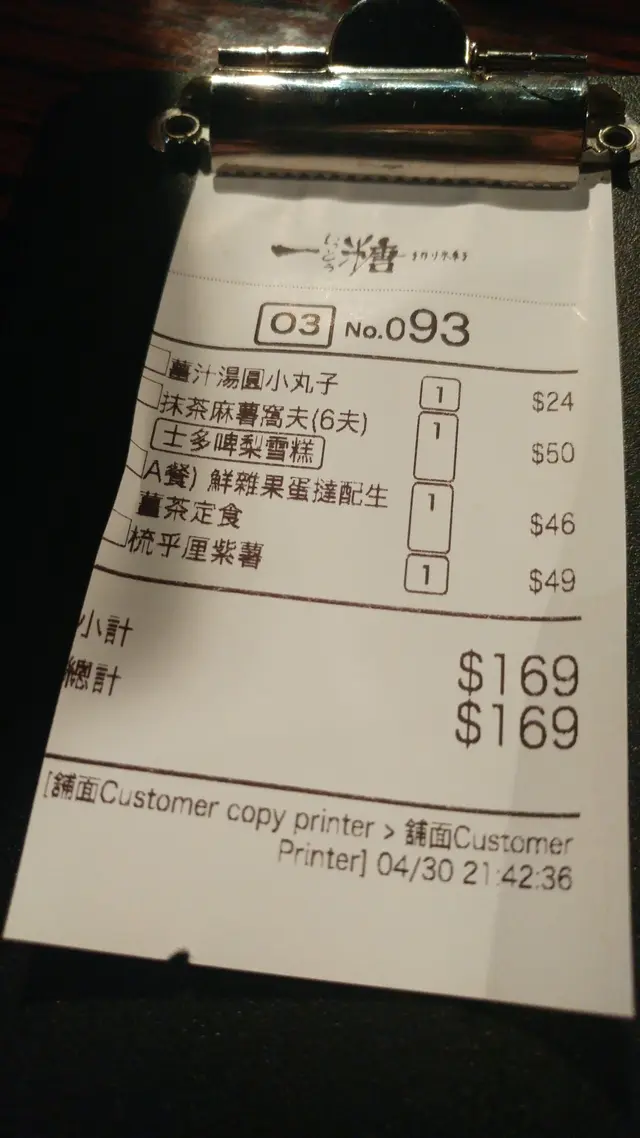 一糖
03 No.093
薑汁湯圓小丸子 1 $24
抹茶麻薯窩夫(6夫) 1 $50
士多啤梨雪糕
A餐) 鮮雜果蛋撻配生 1 $46
薑茶定食
梳乎厘紫薯 1 $49
小計 $169
總計 $169
[舖面Customer copy printer > 舖面Customer
Printer] 04/30 21:42:36